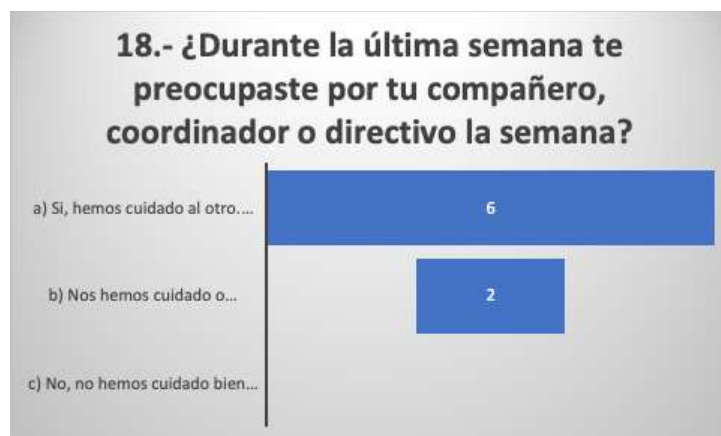 18.- ¿Durante la última semana te
preocupaste por tu compañero,
coordinador o directivo la semana?
a) Si, hemos cuidado al otro....
6
b) Nos hemos cuidado o...
2
c) No, no hemos cuidado bien...